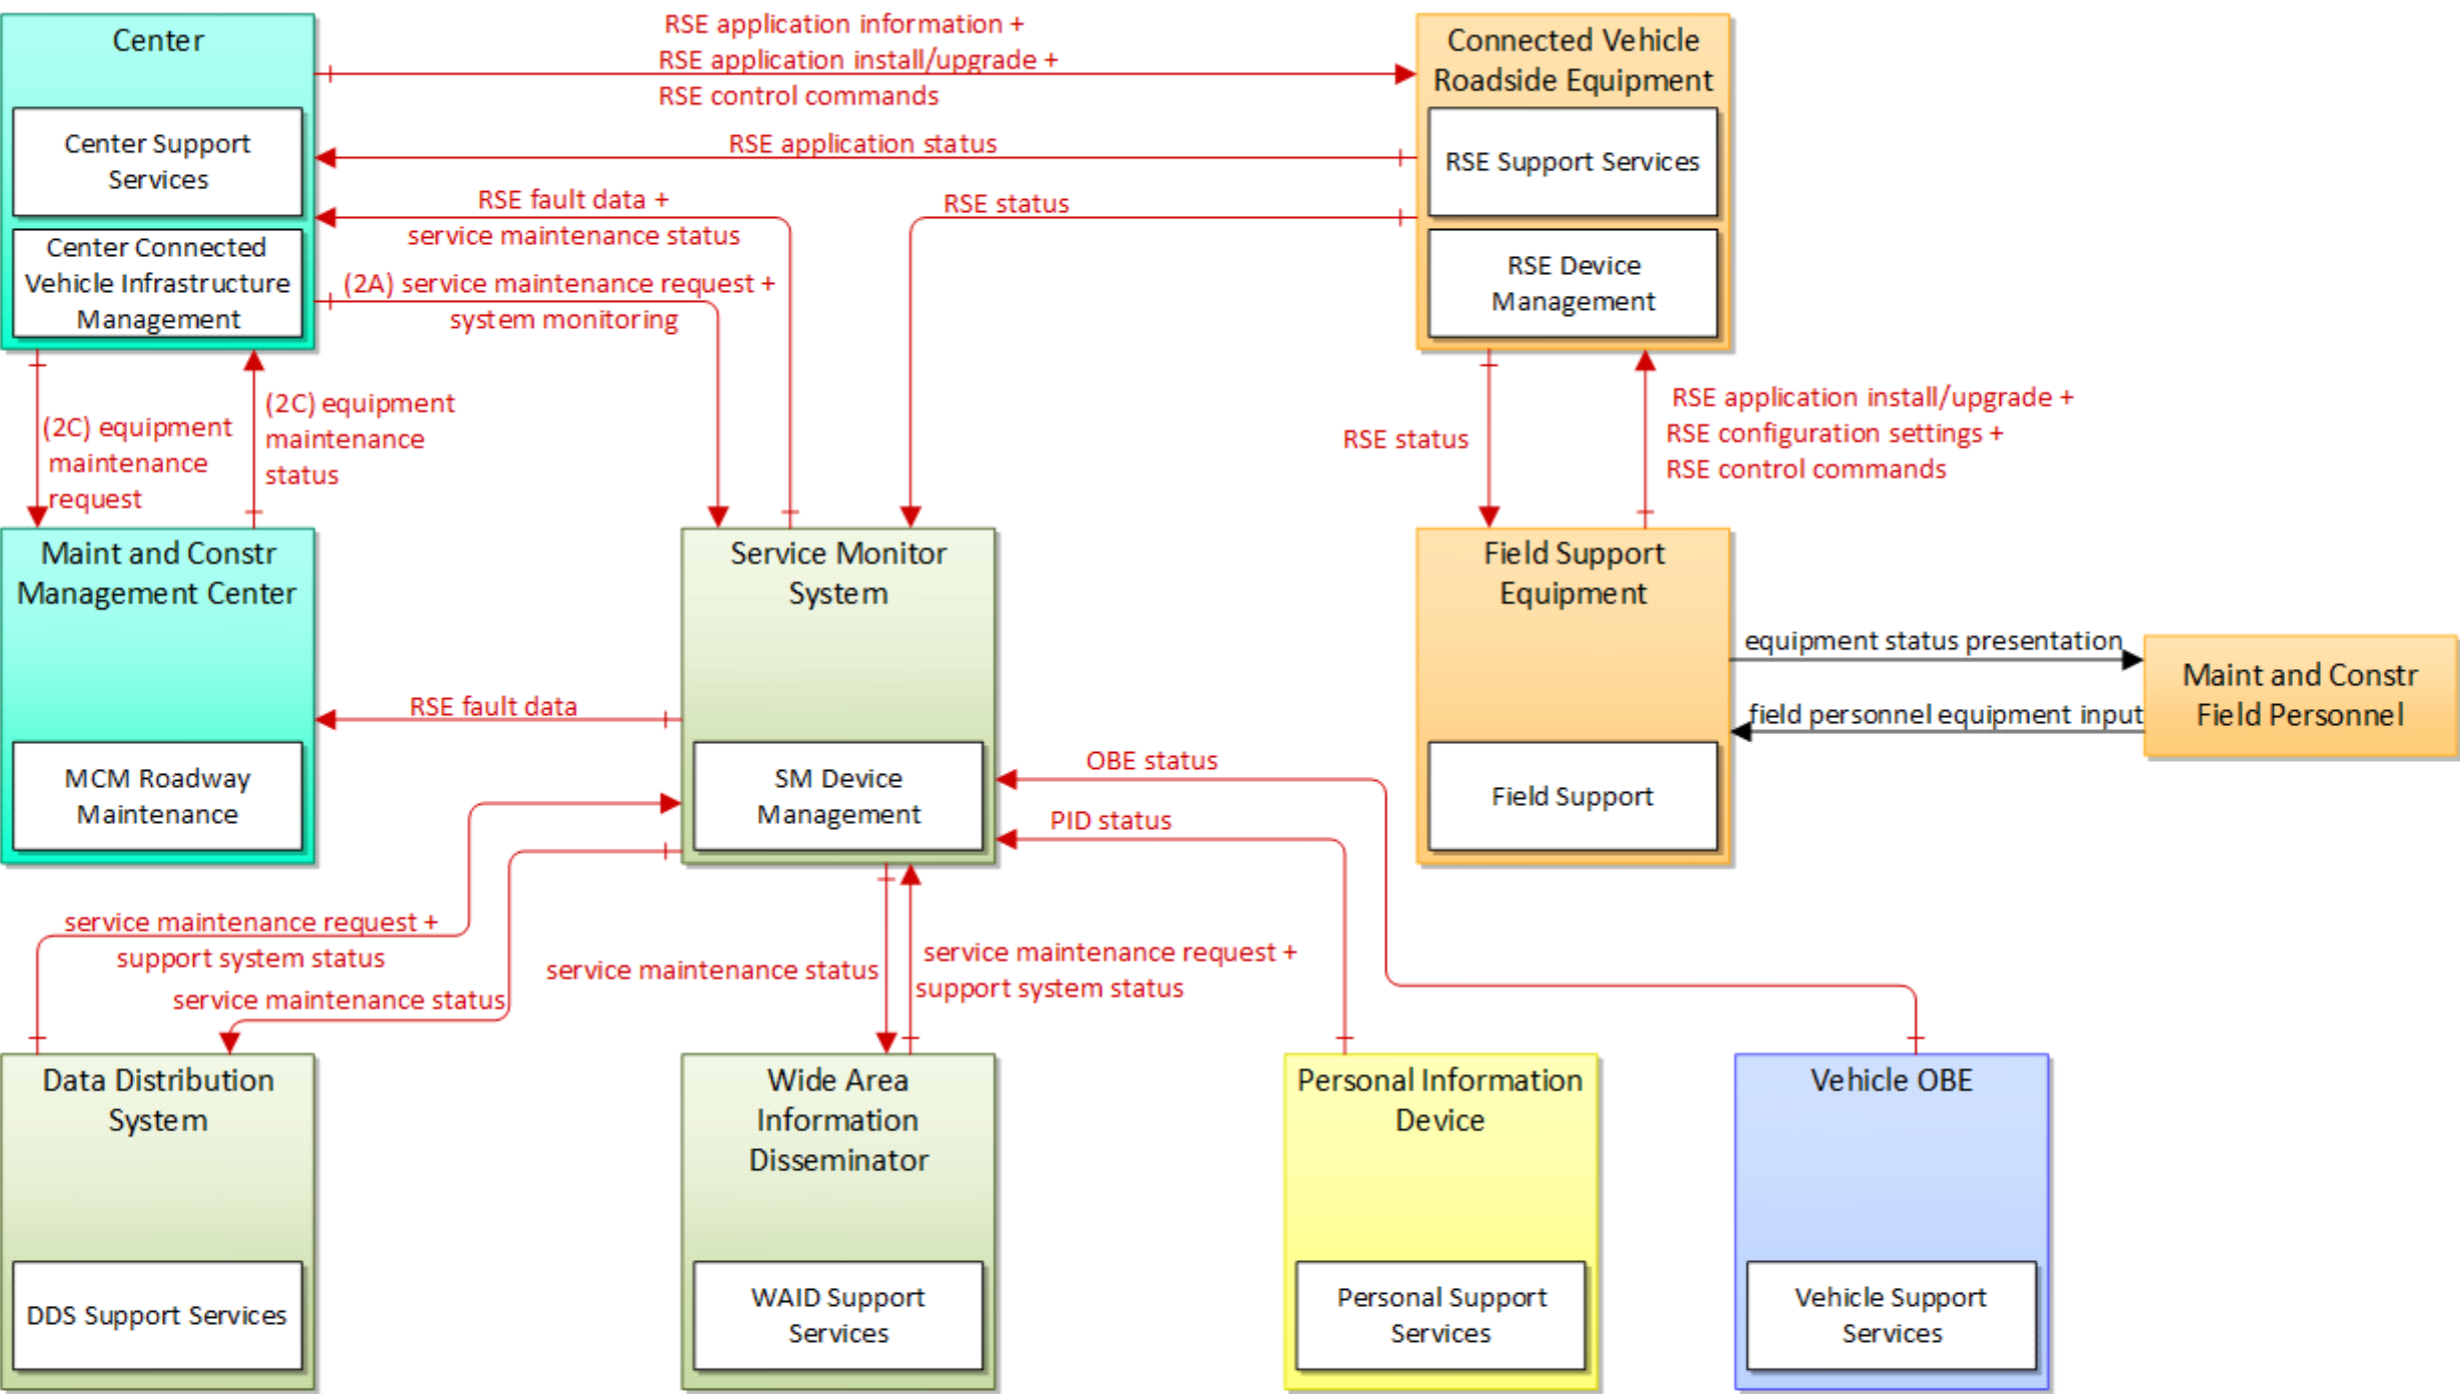 Center
Center Support
Services
Center Connected
Vehicle Infrastructure
Management
RSE application information +
RSE application install/upgrade +
RSE control commands
RSE application status
RSE fault data +
service maintenance status
(2A) service maintenance request +
system monitoring
RSE status
Connected Vehicle
Roadside Equipment
RSE Support Services
RSE Device
Management
(2C) equipment
maintenance
request
(2C) equipment
maintenance
status
RSE status
RSE application install/upgrade +
RSE configuration settings +
RSE control commands
Maint and Constr
Management Center
MCM Roadway
Maintenance
RSE fault data
Service Monitor
System
SM Device
Management
Field Support
Equipment
Field Support
equipment status presentation
field personnel equipment input
Maint and Constr
Field Personnel
OBE status
PID status
service maintenance request +
support system status
service maintenance status
service maintenance status
service maintenance request +
support system status
Data Distribution
System
DDS Support Services
Wide Area
Information
Disseminator
WAID Support
Services
Personal Information
Device
Personal Support
Services
Vehicle OBE
Vehicle Support
Services